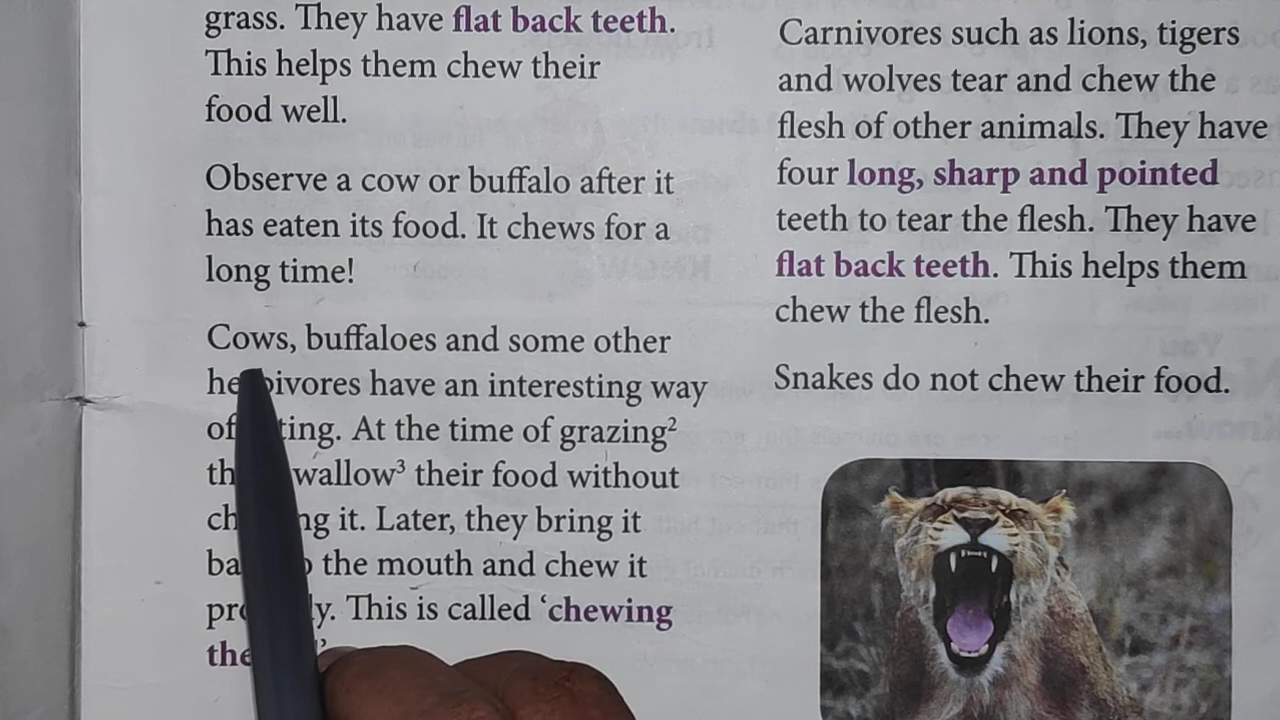 grass. They have flat back teeth.
This helps them chew their
food well.
Observe a cow or buffalo after it
has eaten its food. It chews for a
long time!
Cows, buffaloes and some other
have an interesting way
At the time of grazing²
their food without
it. Later, they bring it
the mouth and chew it
This is called ‘chewing
Carnivores such as lions, tigers
and wolves tear and chew the
flesh of other animals. They have
four long, sharp and pointed
teeth to tear the flesh. They have
flat back teeth. This helps them
chew the flesh.
Snakes do not chew their food.